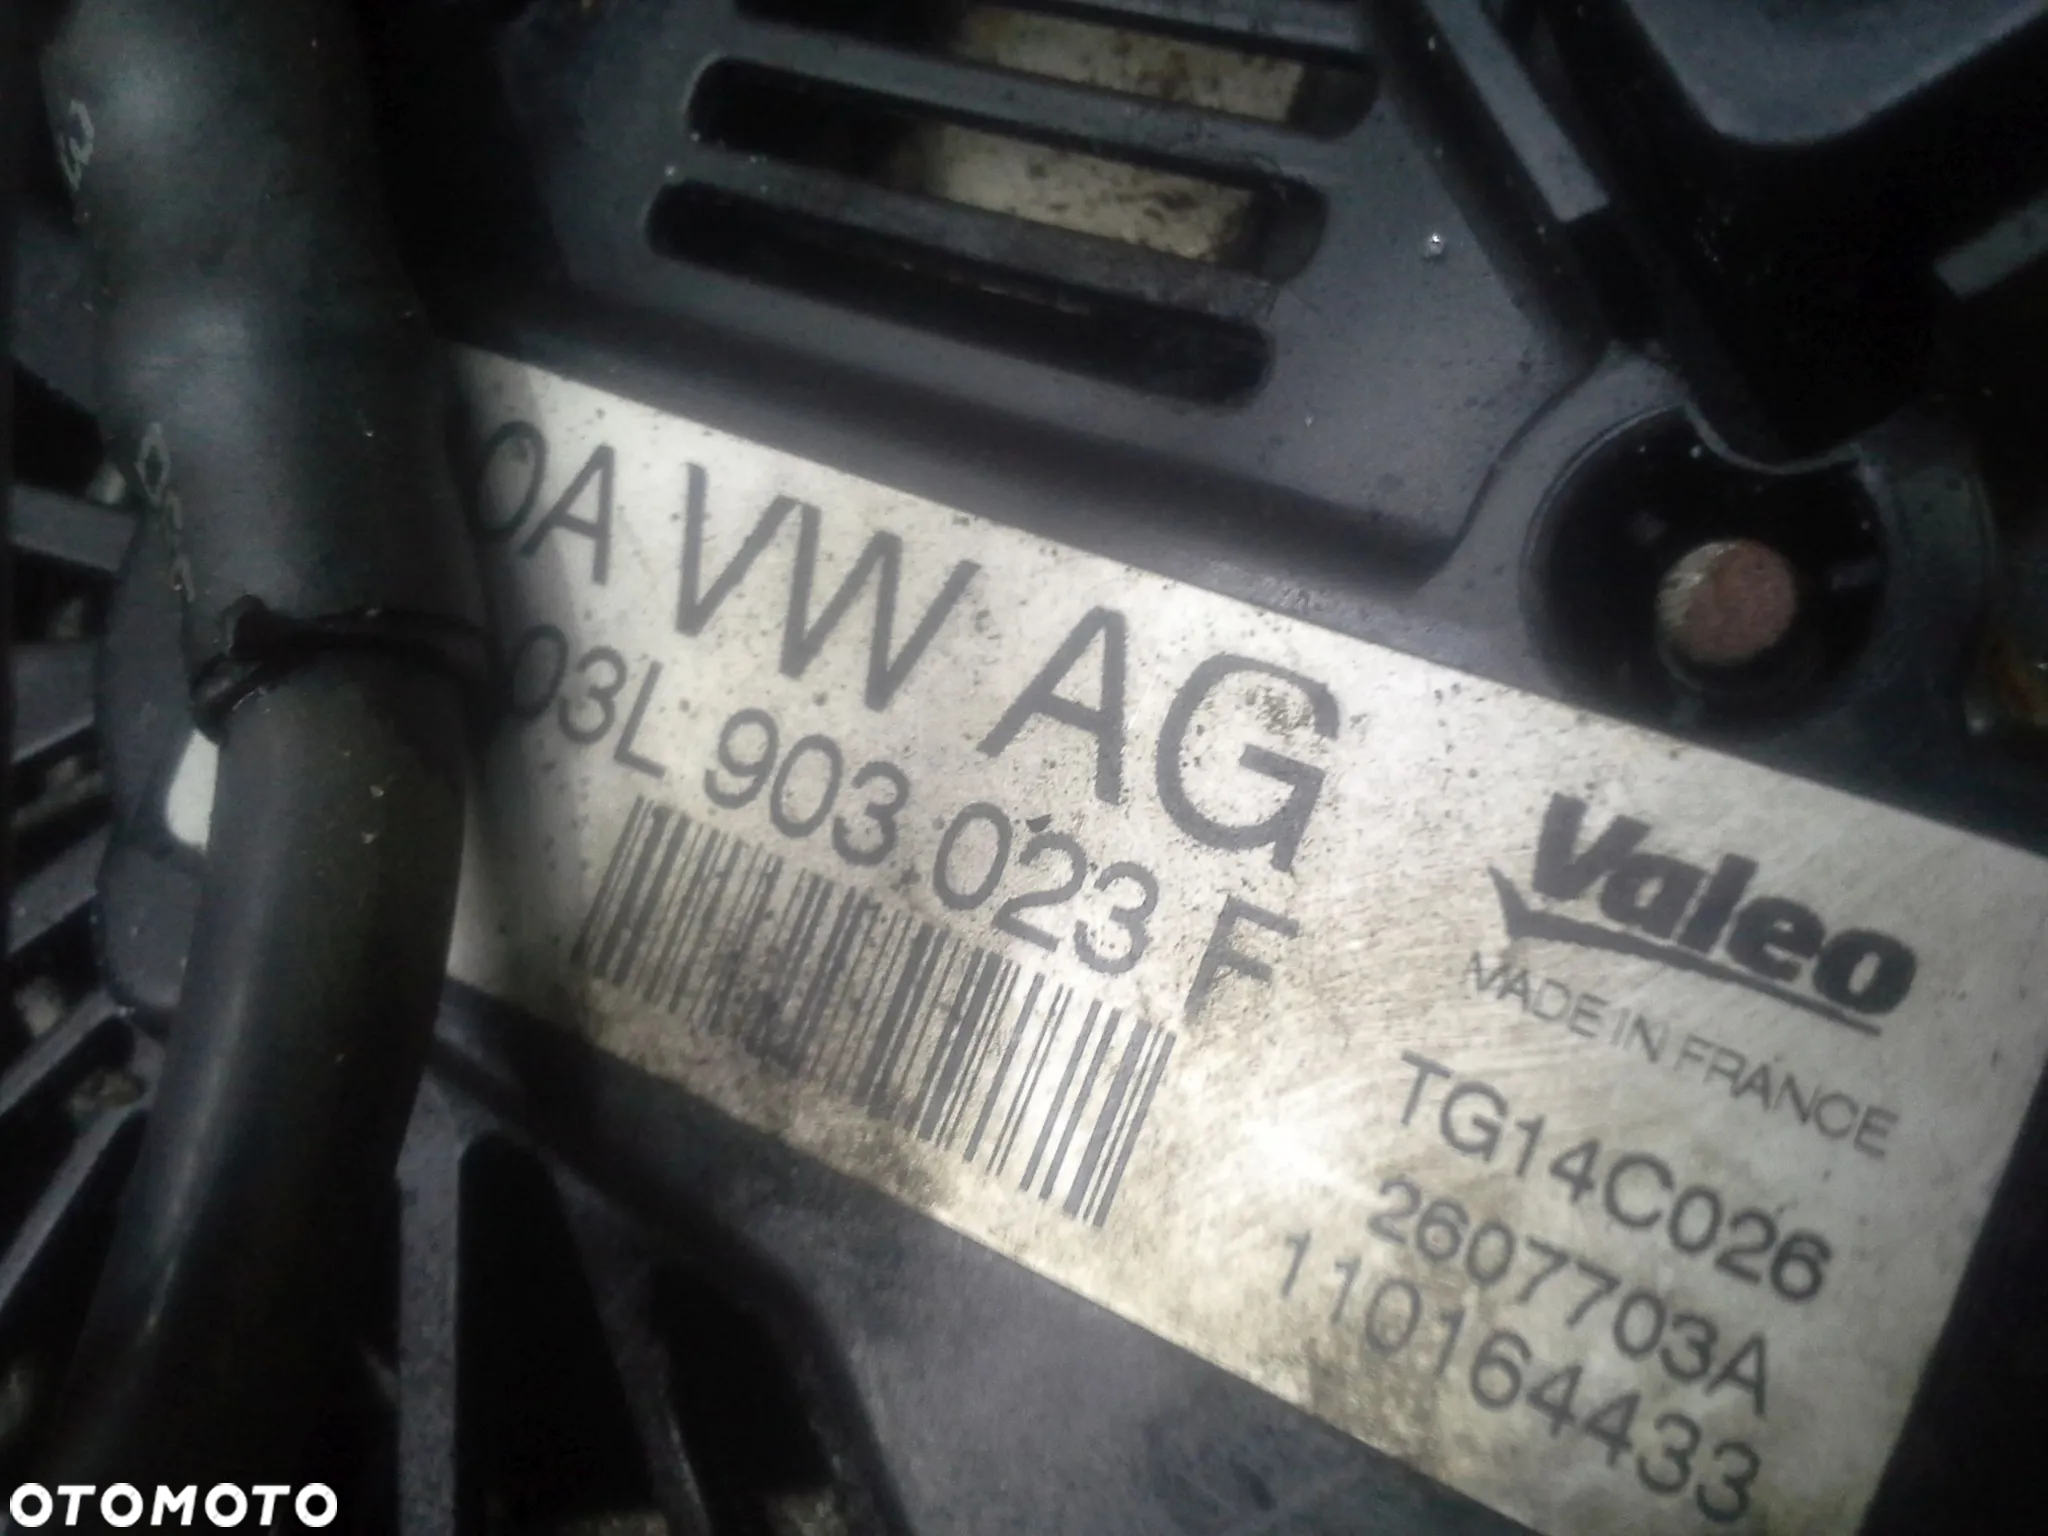 0A VW AG
03L 903 023 F
Valeo
MADE IN FRANCE
TG14C026
2607703A
110164433
OTOMOTO